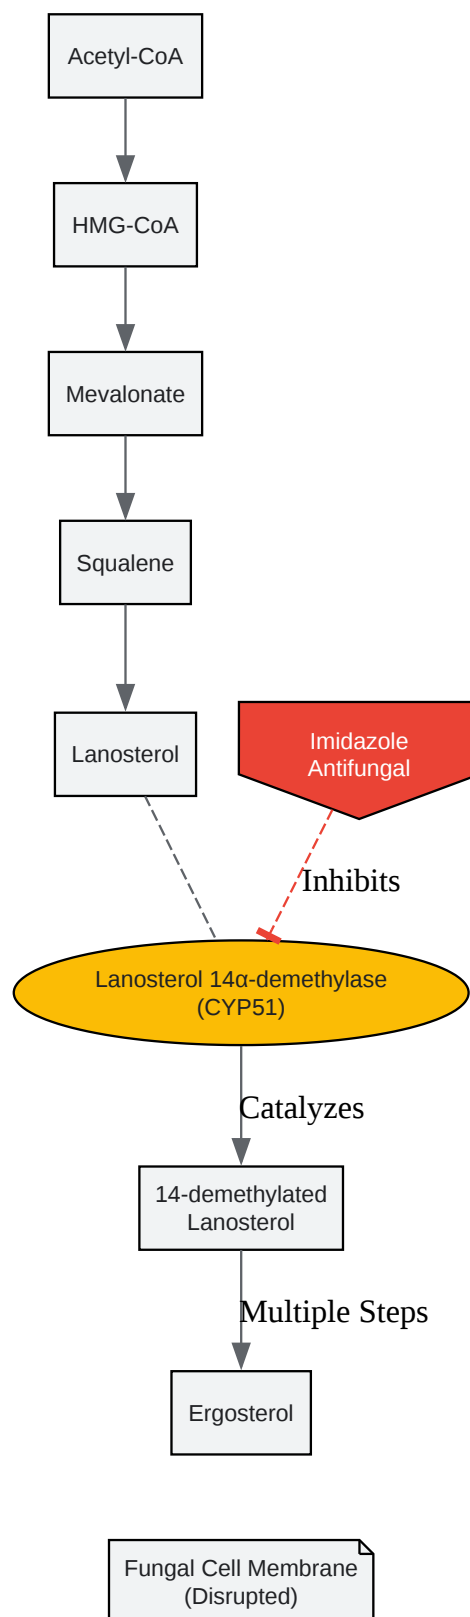 Acetyl-CoA
HMG-CoA
Mevalonate
Squalene
Lanosterol
Imidazole
Antifungal
Inhibits
Lanosterol 14α-demethylase
(CYP51)
Catalyzes
14-demethylated
Lanosterol
Multiple Steps
Ergosterol
Fungal Cell Membrane
(Disrupted)